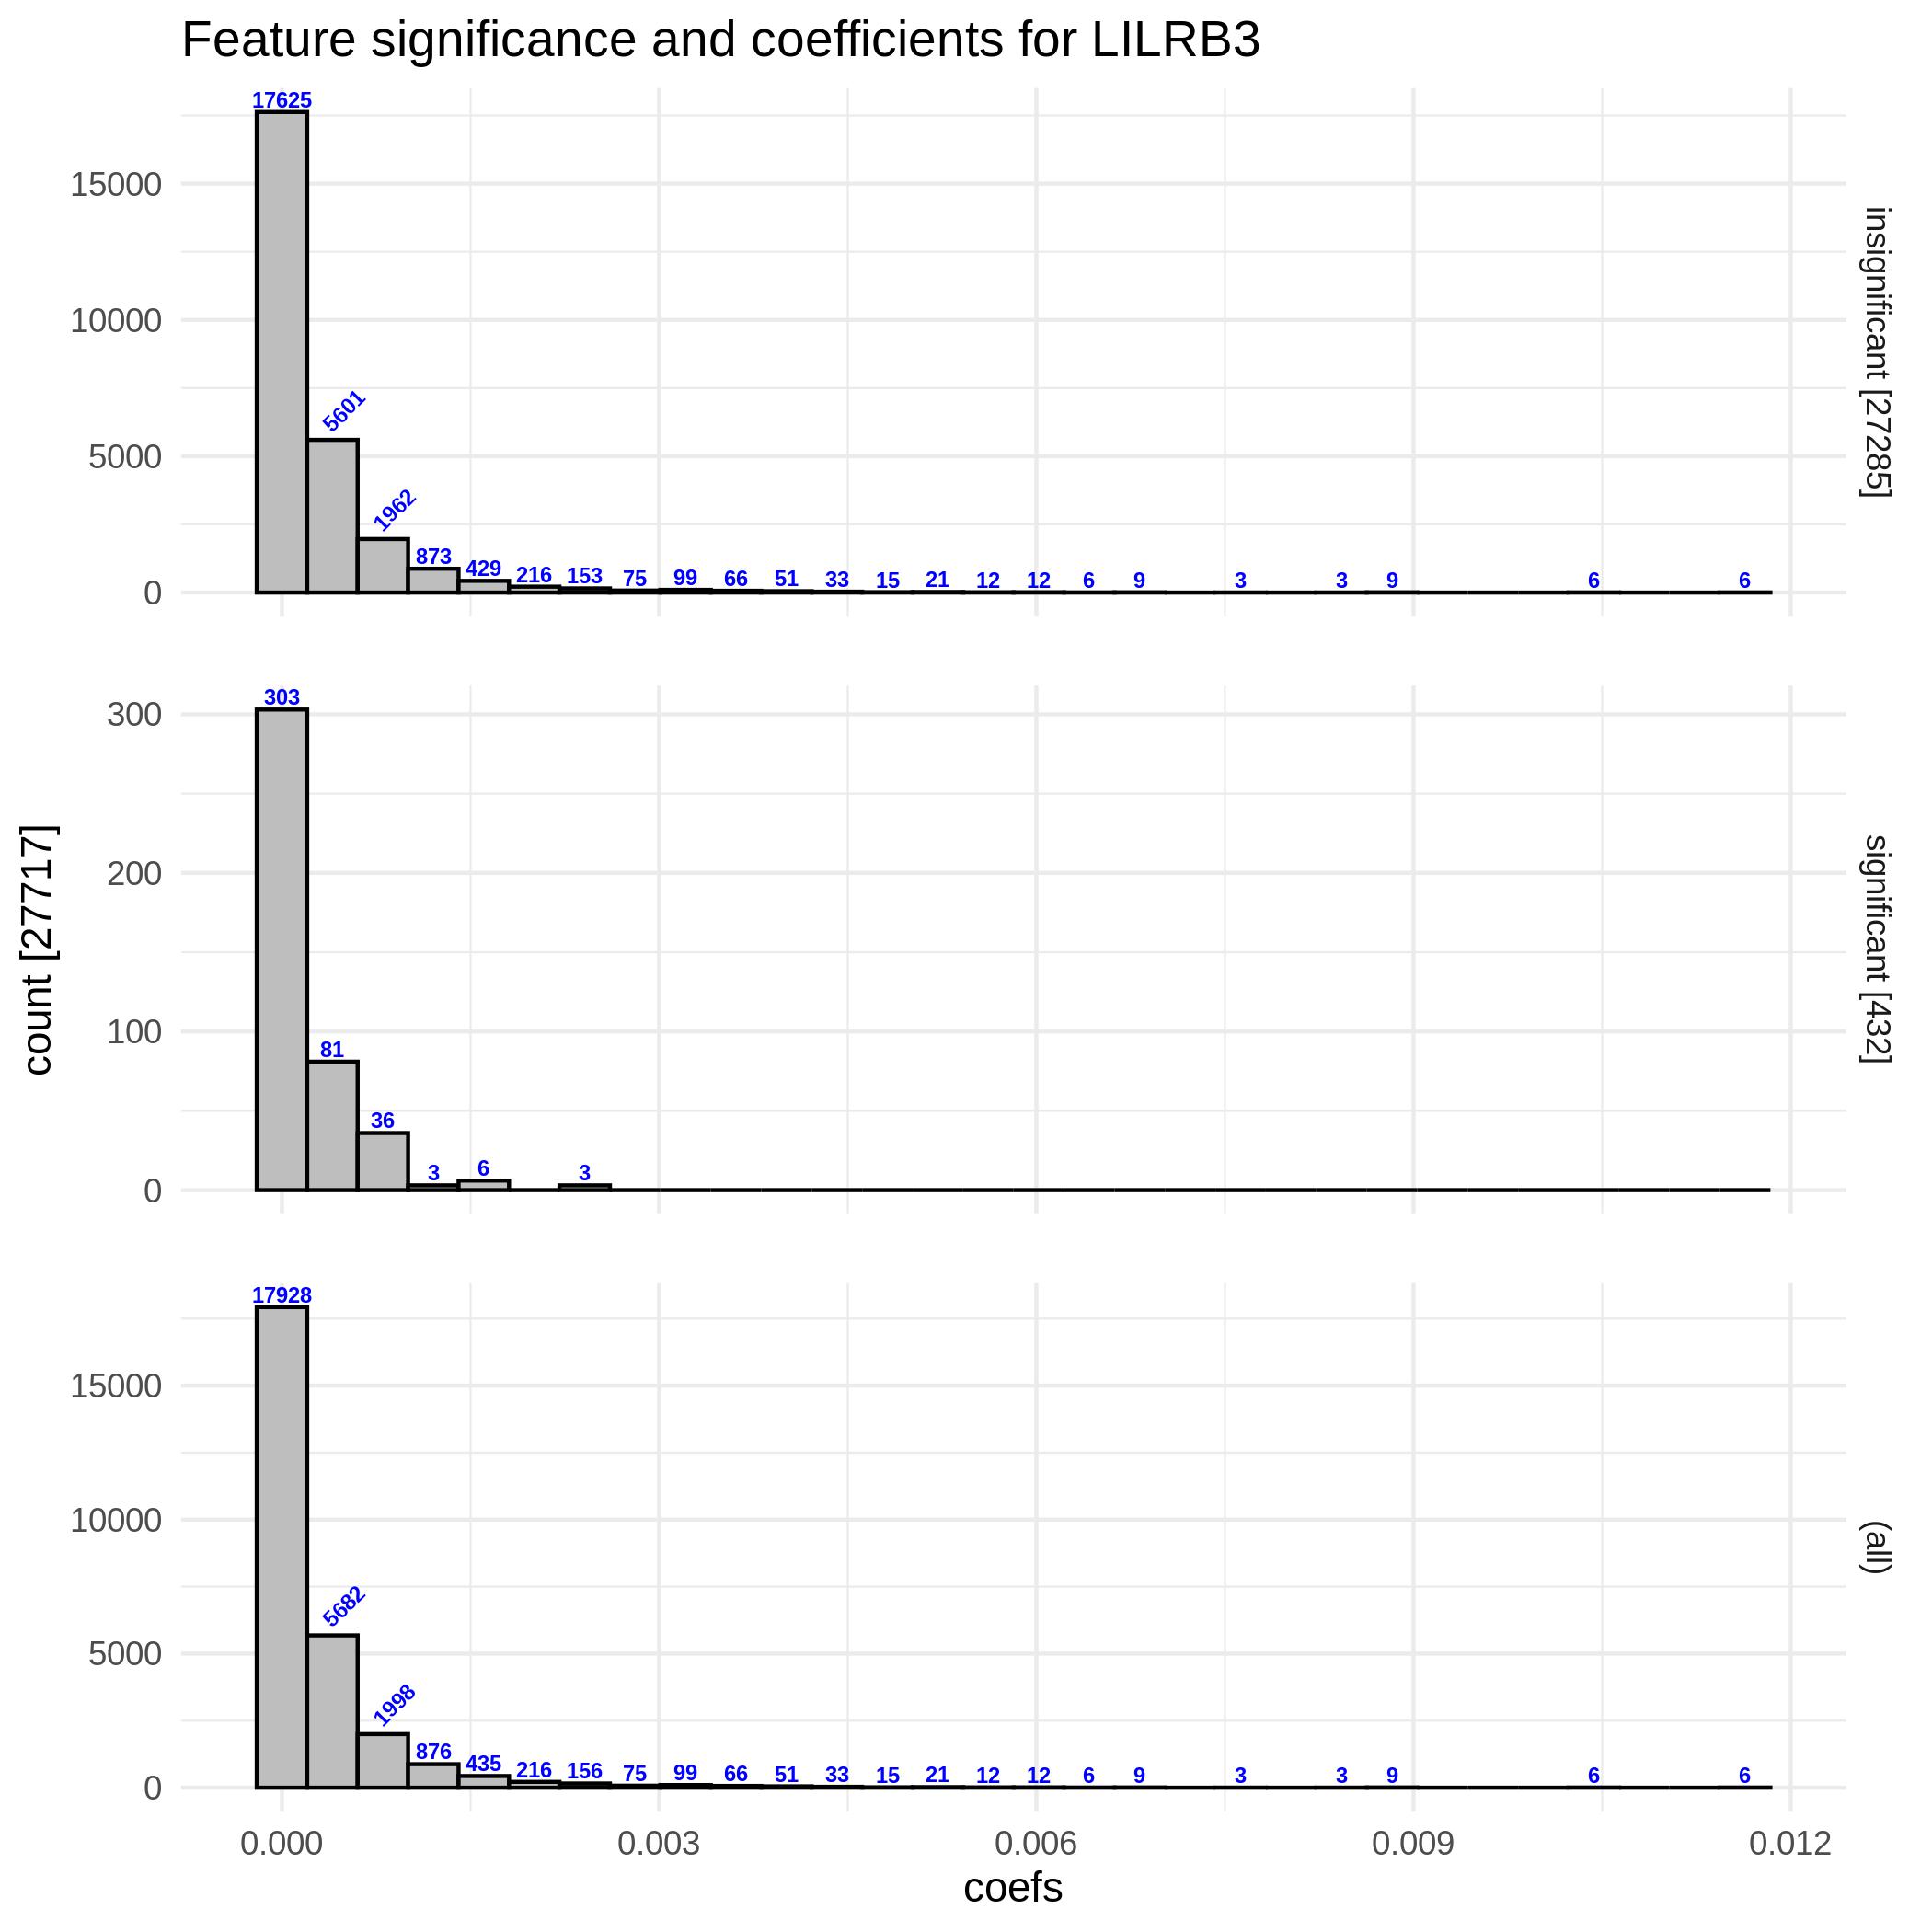 Feature significance and coefficients for LILRB3
17625
15000
10000
5000
0
5601
1962
873 429 216 153 75 99 66 51 33 15 21 12 12 6 9 3 3 9 6 6
insignificant [27285]
303
300
200
100
0
81
36
3 6 3
significant [432]
count [27717]
17928
15000
10000
5000
0
5682
1998
876 435 216 156 75 99 66 51 33 15 21 12 12 6 9 3 3 9 6 6
(all)
0.000 0.003 0.006 0.009 0.012
coefs